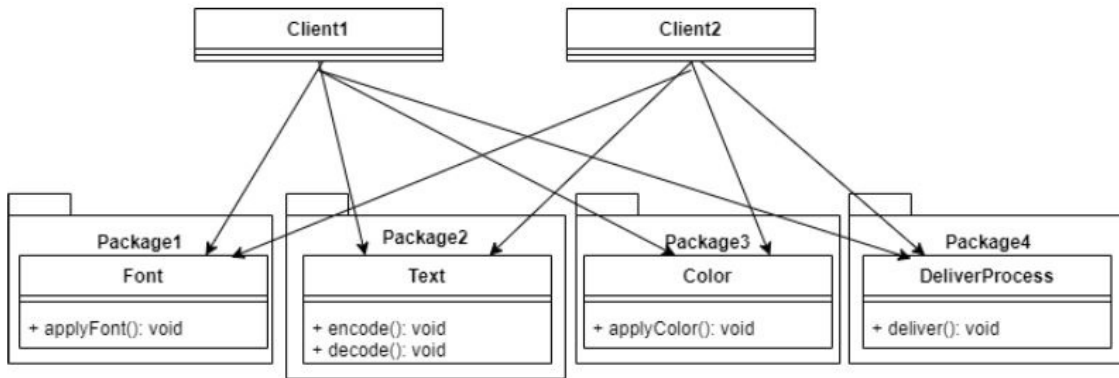 Client1
Client2
Package1
Package2
Package3
Package4
Font
Text
Color
DeliverProcess
+ applyFont(): void
+ encode(): void
+ decode(): void
+ applyColor(): void
+ deliver(): void